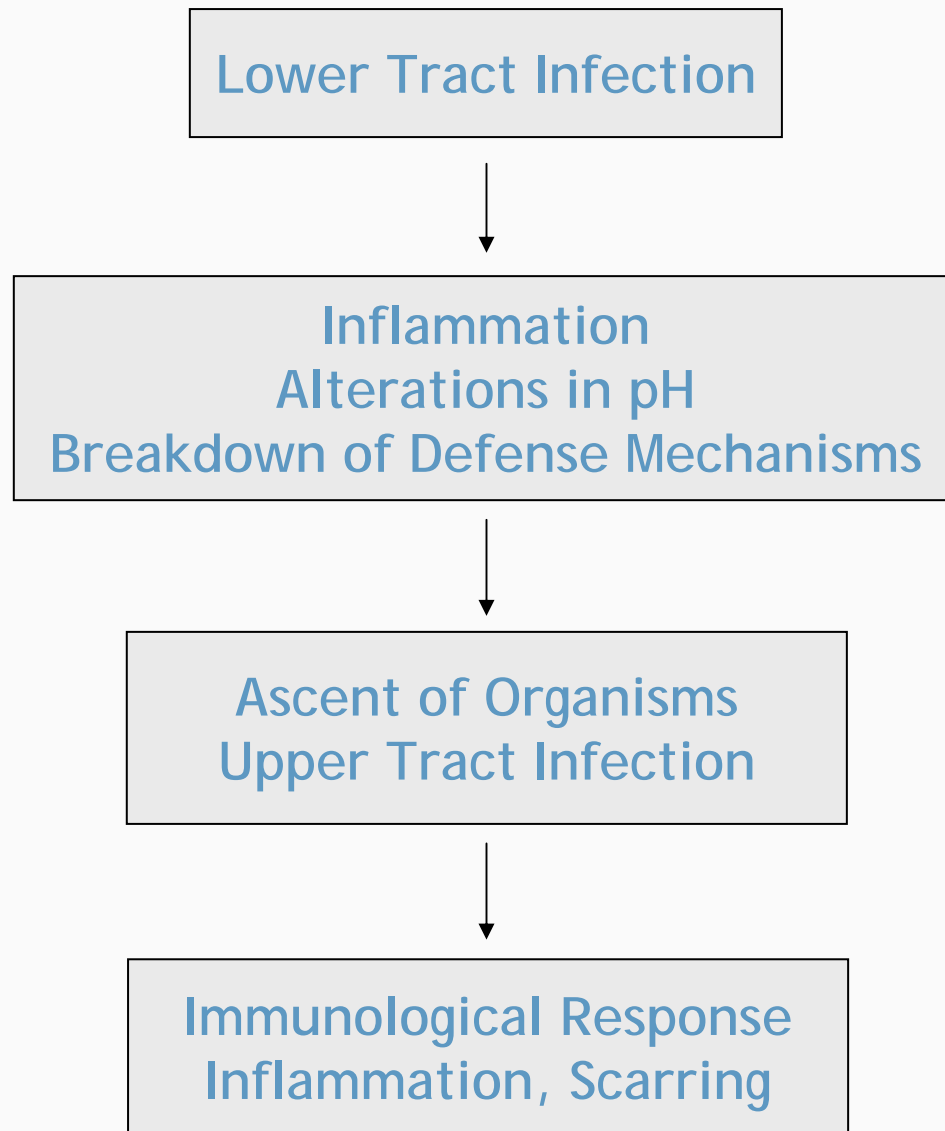 Lower Tract Infection
Inflammation
Alterations in pH
Breakdown of Defense Mechanisms
Ascent of Organisms
Upper Tract Infection
Immunological Response
Inflammation, Scarring